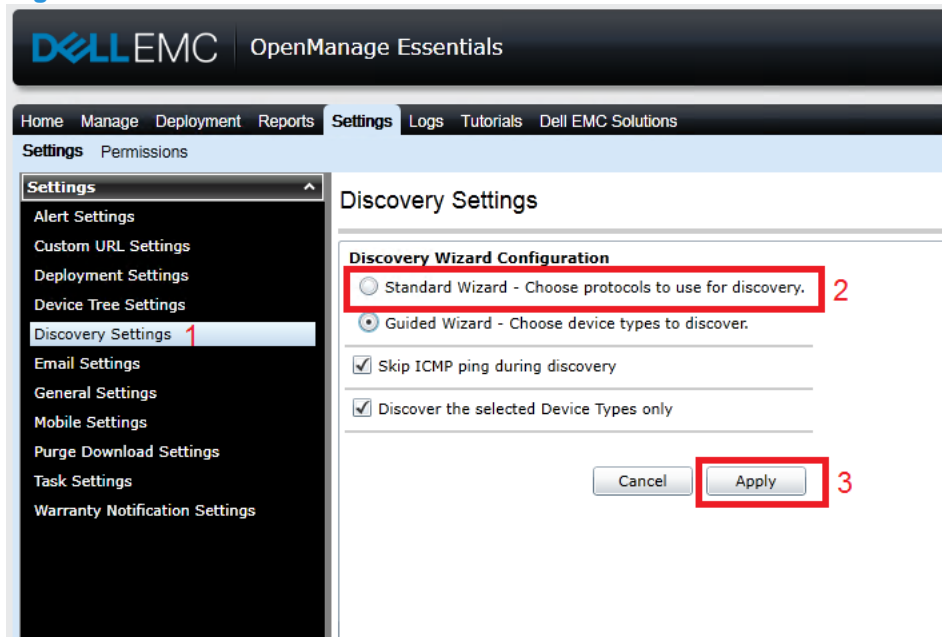 DELLEMC OpenManage Essentials
Home Manage Deployment Reports Settings Logs Tutorials Dell EMC Solutions
Settings Permissions
Settings
Alert Settings
Custom URL Settings
Deployment Settings
Device Tree Settings
Discovery Settings 1
Email Settings
General Settings
Mobile Settings
Purge Download Settings
Task Settings
Warranty Notification Settings
Discovery Settings
Discovery Wizard Configuration
Standard Wizard - Choose protocols to use for discovery. 2
Guided Wizard - Choose device types to discover.
Skip ICMP ping during discovery
Discover the selected Device Types only
Cancel Apply 3